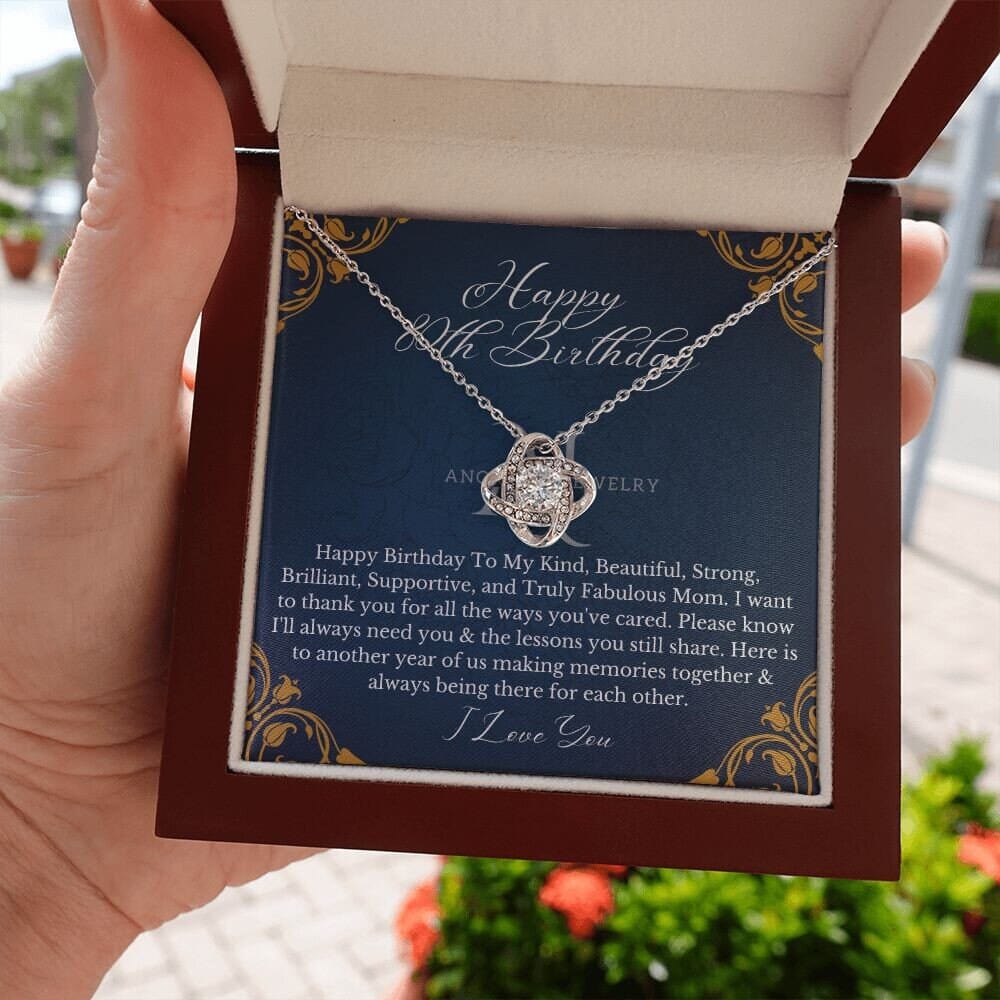 Happy
80th Birthday
Happy Birthday To My Kind, Beautiful, Strong,
Brilliant, Supportive, and Truly Fabulous Mom. I want
to thank you for all the ways you've cared. Please know
I'll always need you & the lessons you still share. Here is
to another year of us making memories together &
always being there for each other.
I Love You